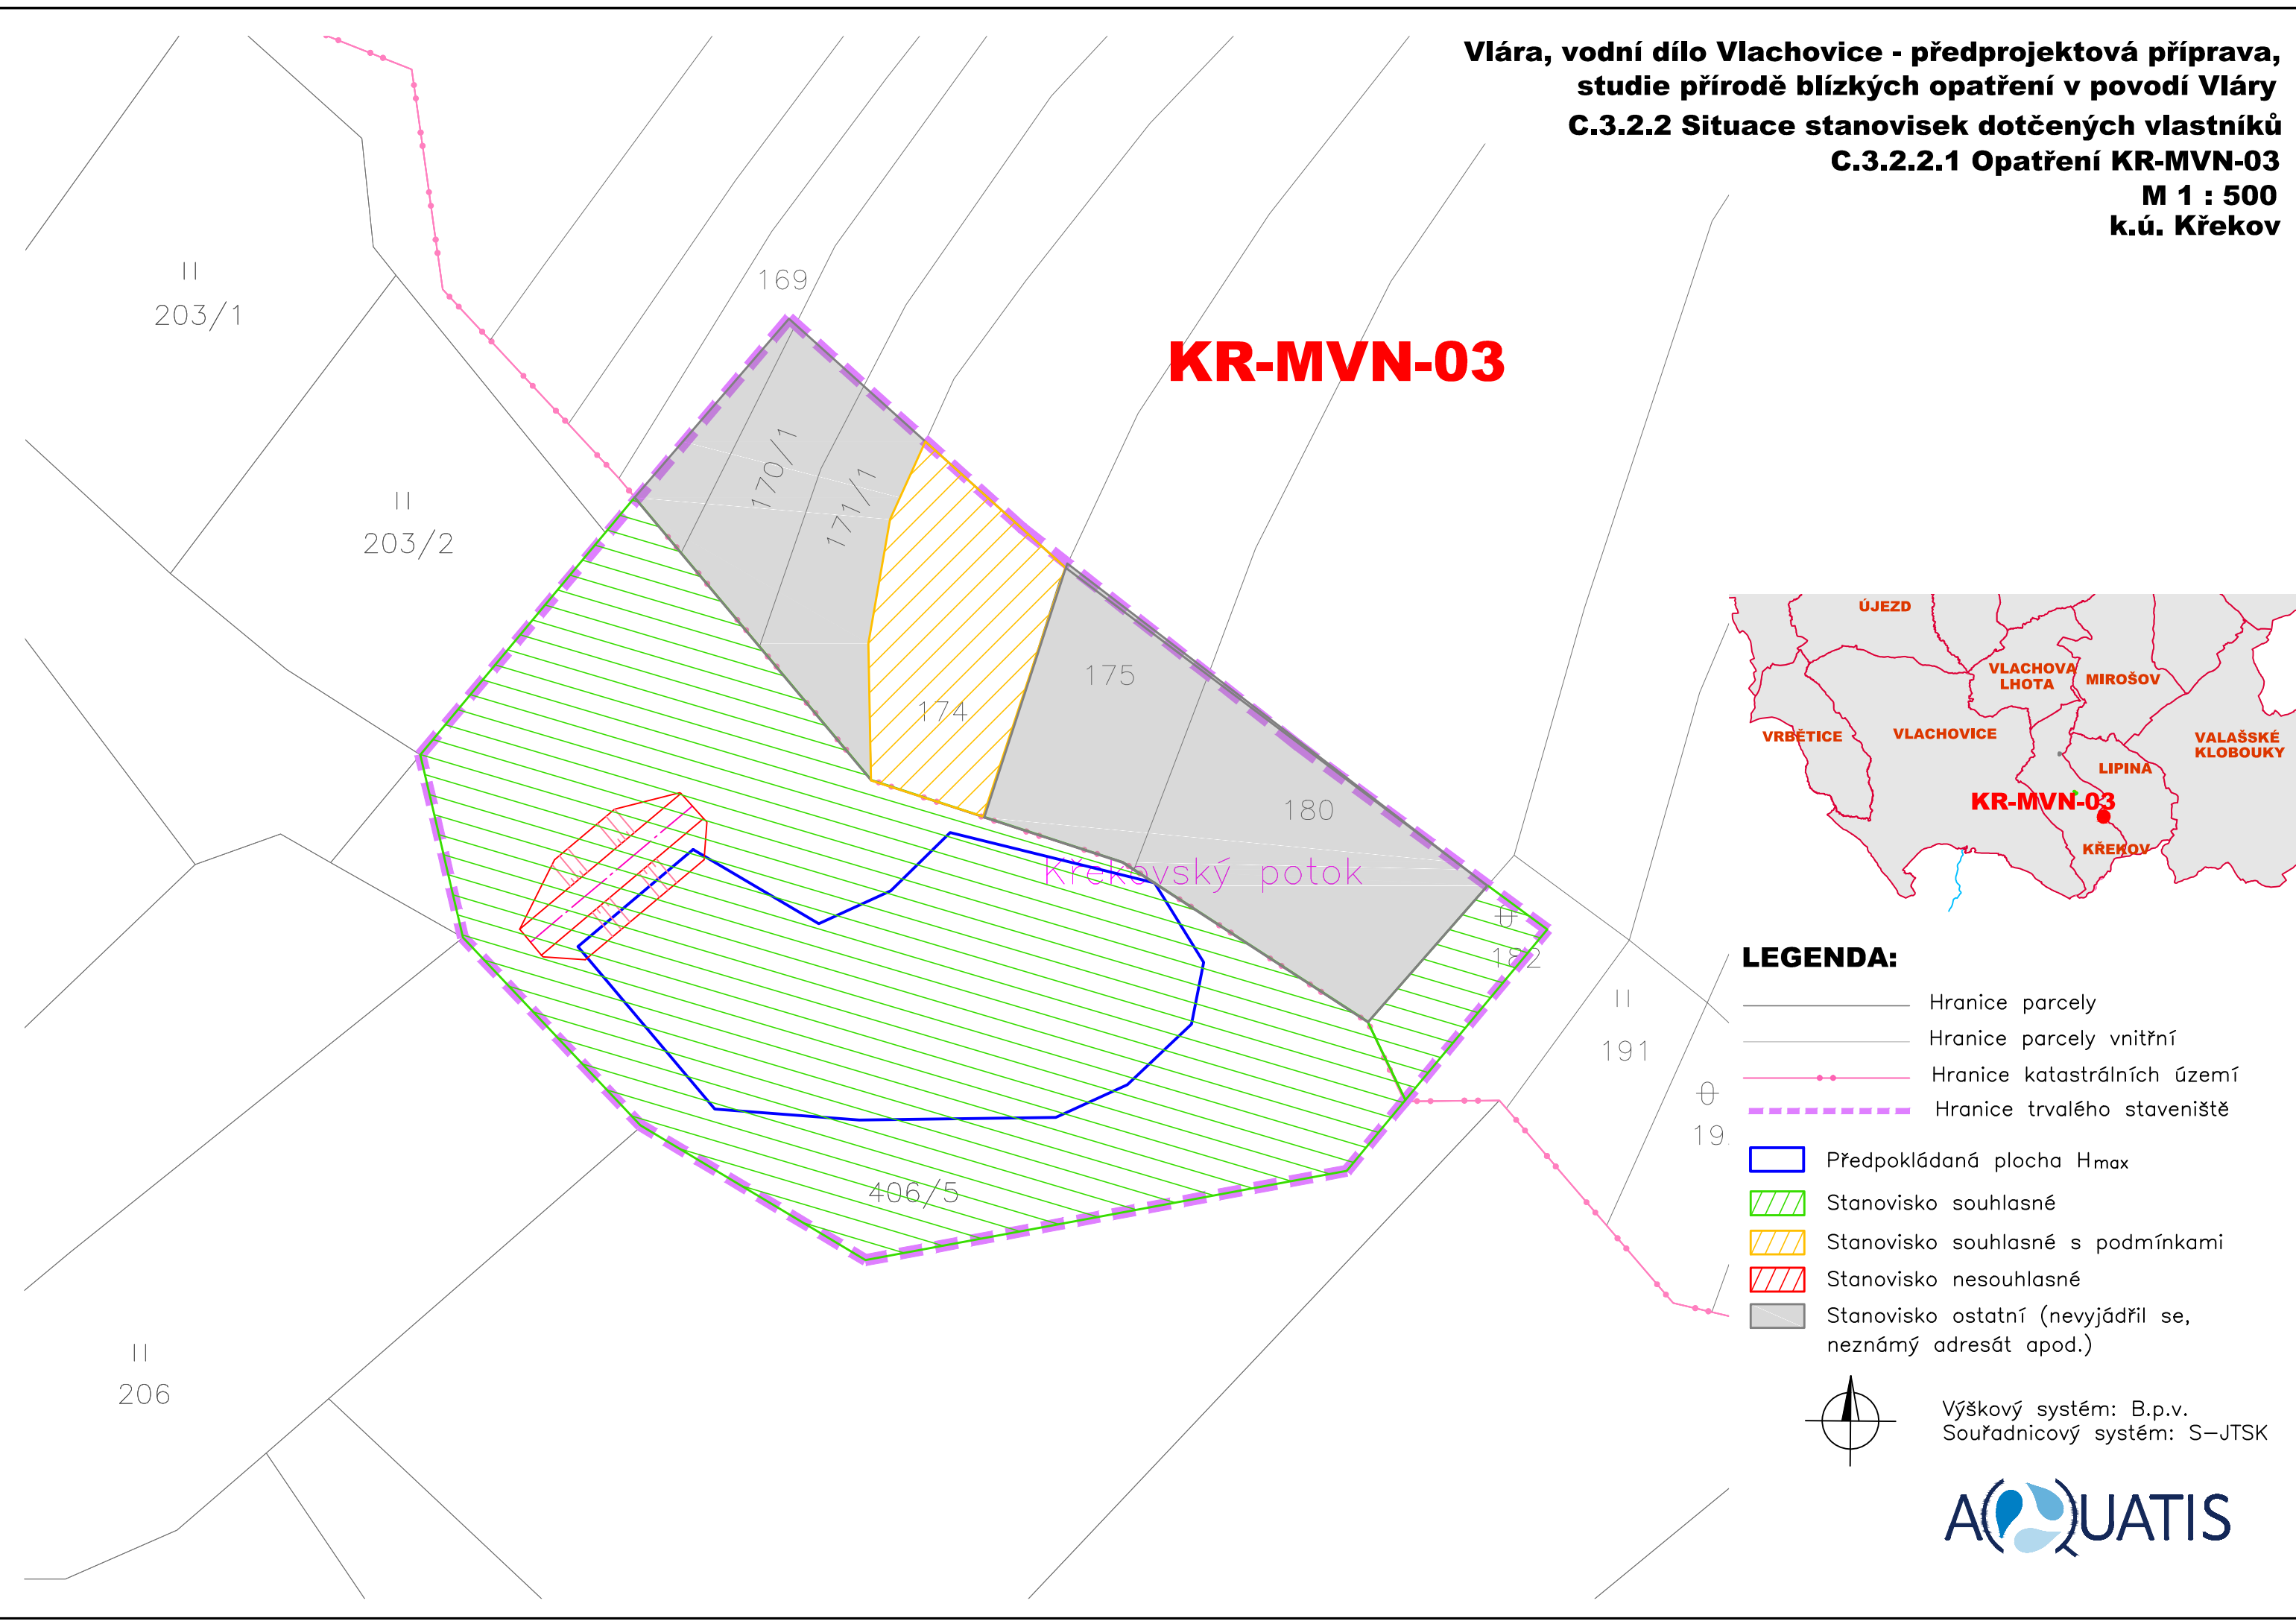 Vlára, vodní dílo Vlachovice - předprojektová příprava,
studie přírodě blízkých opatření v povodí Vláry
C.3.2.2 Situace stanovisek dotčených vlastníků
C.3.2.2.1 Opatření KR-MVN-03
M 1 : 500
k.ú. Křekov
203/1
169
KR-MVN-03
170/1
171/1
203/2
174
175
180
Křekovský potok
182
191
19
406/5
206
ÚJEZD
VLACHOVA
LHOTA
MIROŠOV
VRBĚTICE
VLACHOVICE
VALAŠSKÉ
KLOBOUKY
LIPINA
KR-MVN-03
KŘEKOV
LEGENDA:
Hranice parcely
Hranice parcely vnitřní
Hranice katastrálních území
Hranice trvalého staveniště
Předpokládaná plocha Hmax
Stanovisko souhlasné
Stanovisko souhlasné s podmínkami
Stanovisko nesouhlasné
Stanovisko ostatní (nevyjádřil se,
neznámý adresát apod.)
Výškový systém: B.p.v.
Souřadnicový systém: S-JTSK
AQUATIS